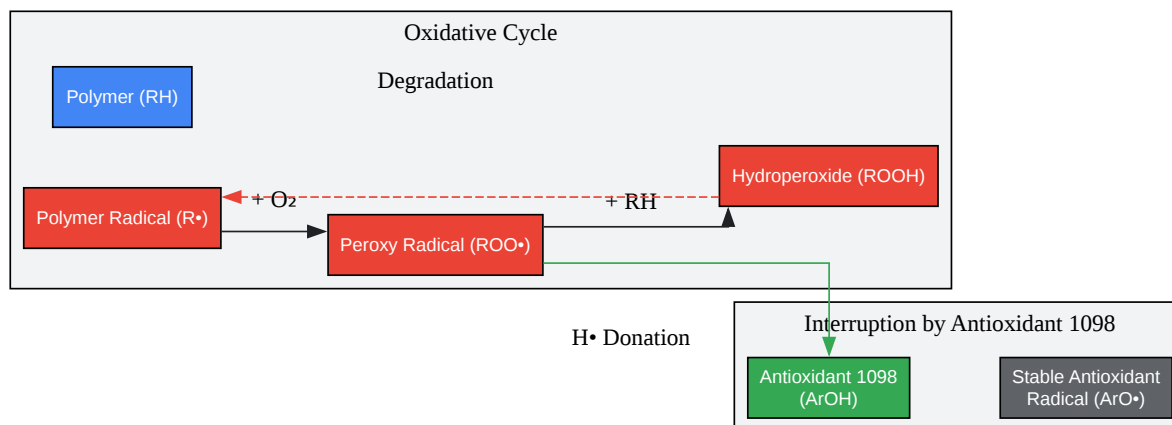 Oxidative Cycle
Degradation
Polymer (RH)
Hydroperoxide (ROOH)
+ O₂
+ RH
Polymer Radical (R•)
Peroxy Radical (ROO•)
Interruption by Antioxidant 1098
H• Donation
Antioxidant 1098
(ArOH)
Stable Antioxidant
Radical (ArO•)